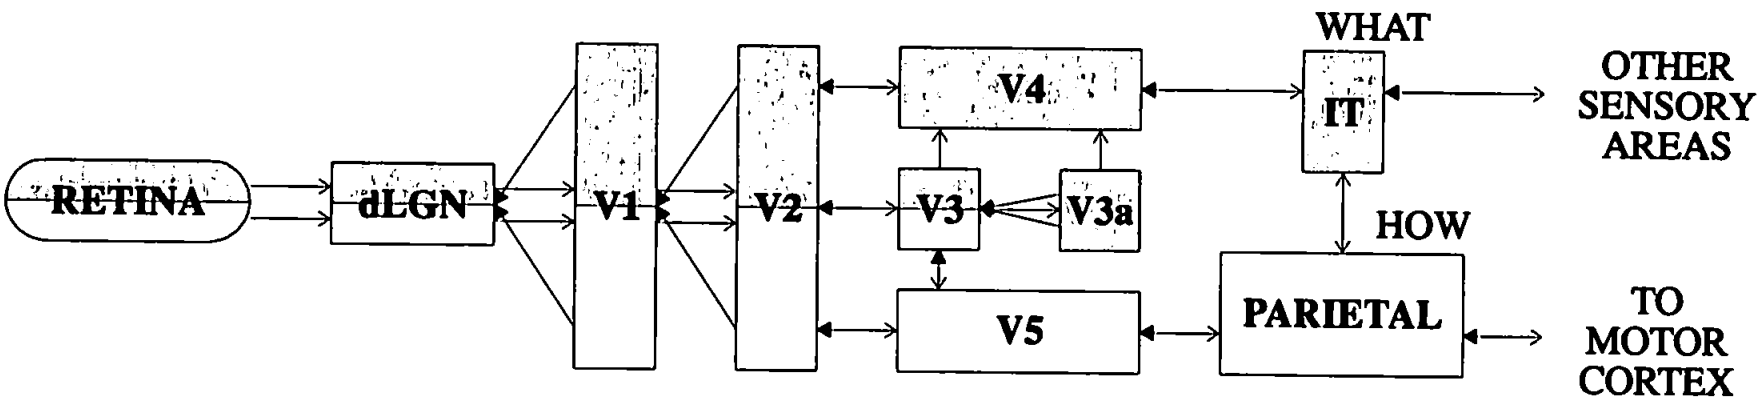 WHAT
OTHER
SENSORY
AREAS
V4
IT
RETINA
dLGN
V1
V2
V3
V3a
HOW
V5
PARIETAL
TO
MOTOR
CORTEX